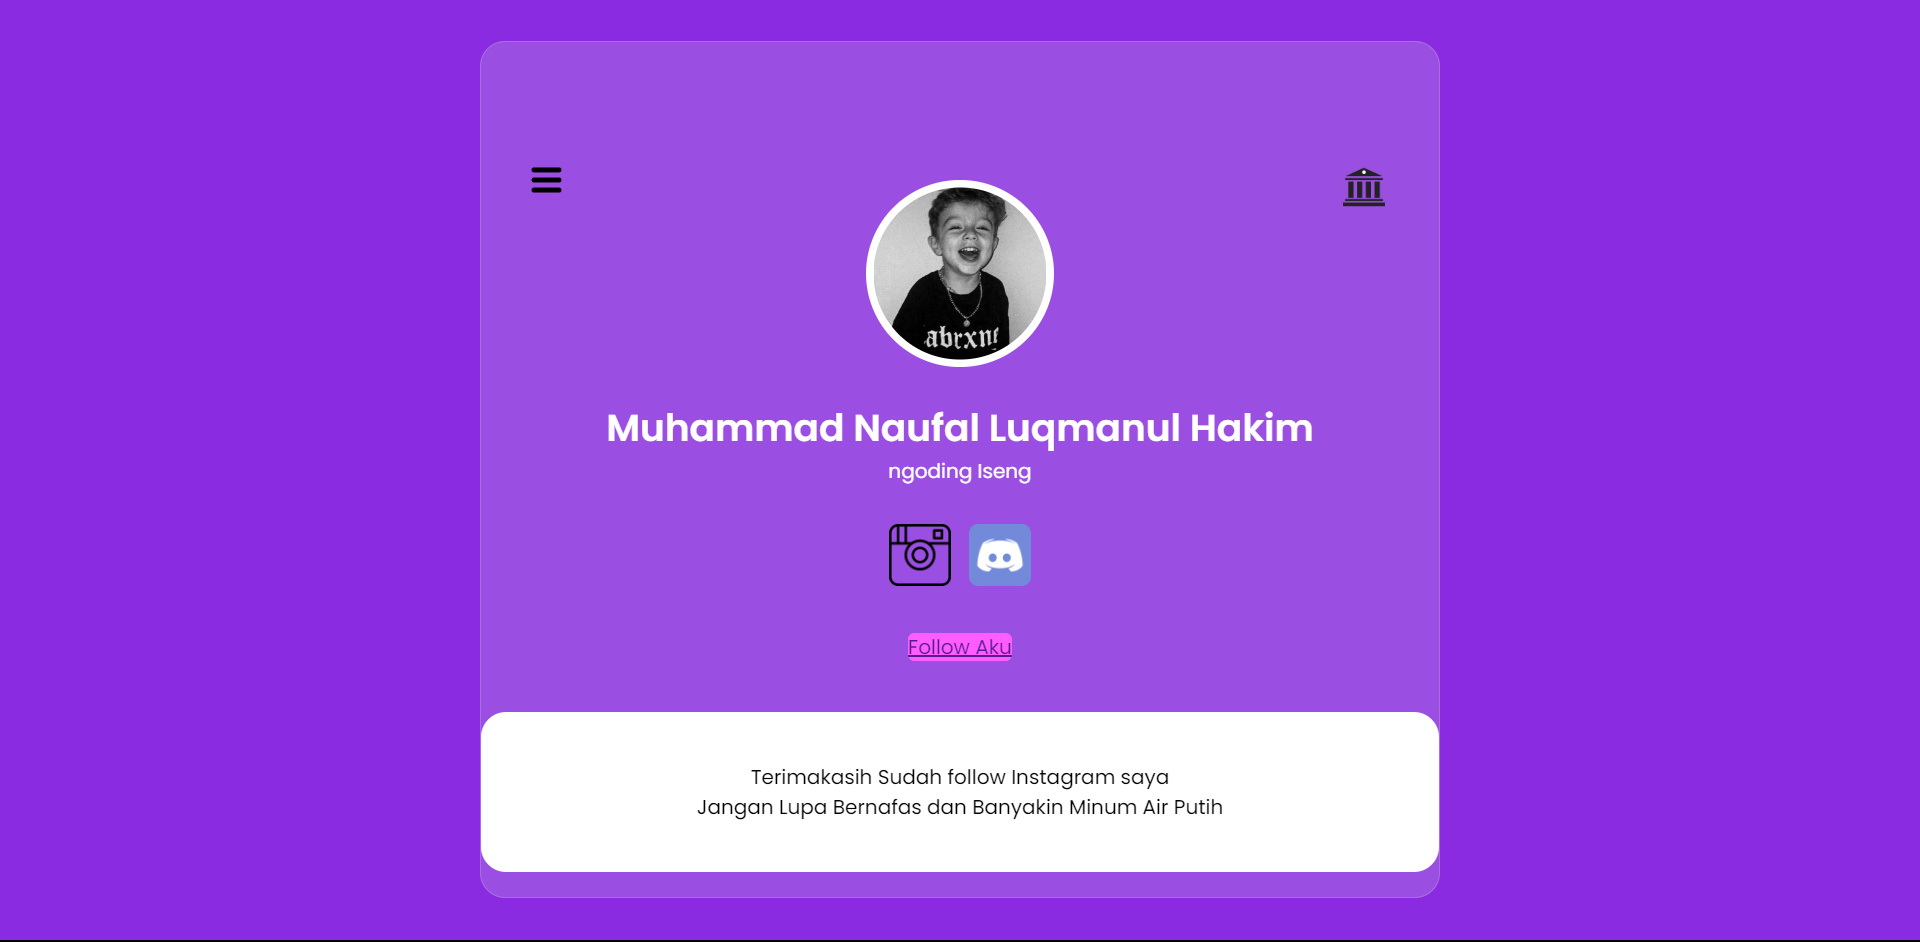 abrxne
Muhammad Naufal Luqmanul Hakim
ngoding Iseng
Follow Aku
Terimakasih Sudah follow Instagram saya
Jangan Lupa Bernafas dan Banyakin Minum Air Putih